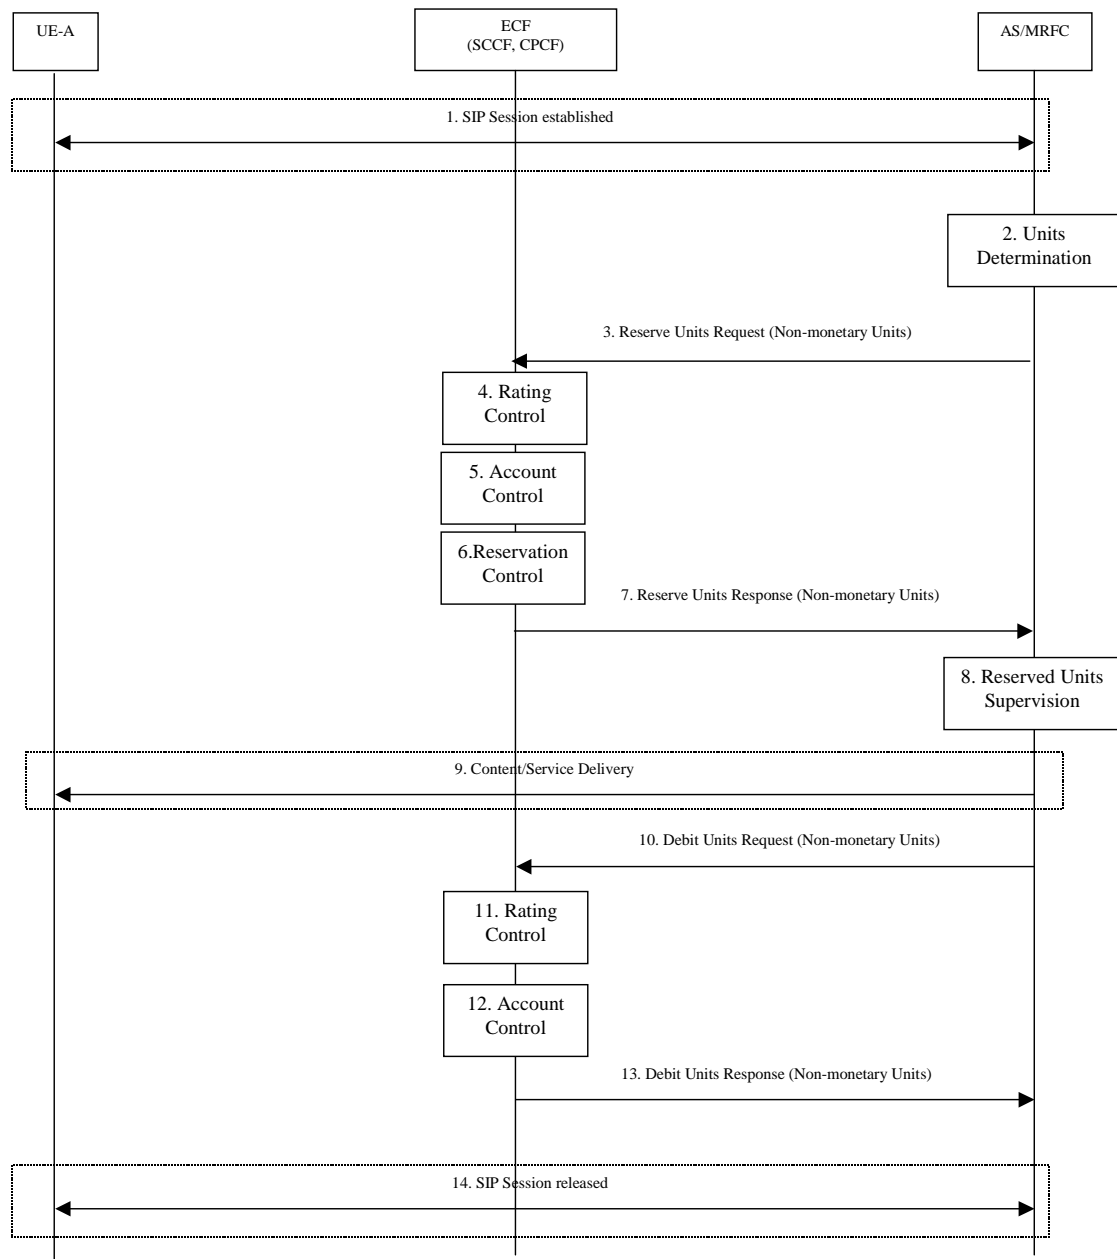 UE-A
ECF
(SCCF, CPCF)
AS/MRFC
1. SIP Session established
2. Units
Determination
3. Reserve Units Request (Non-monetary Units)
4. Rating
Control
5. Account
Control
6.Reservation
Control
7. Reserve Units Response (Non-monetary Units)
8. Reserved Units
Supervision
9. Content/Service Delivery
10. Debit Units Request (Non-monetary Units)
11. Rating
Control
12. Account
Control
13. Debit Units Response (Non-monetary Units)
14. SIP Session released